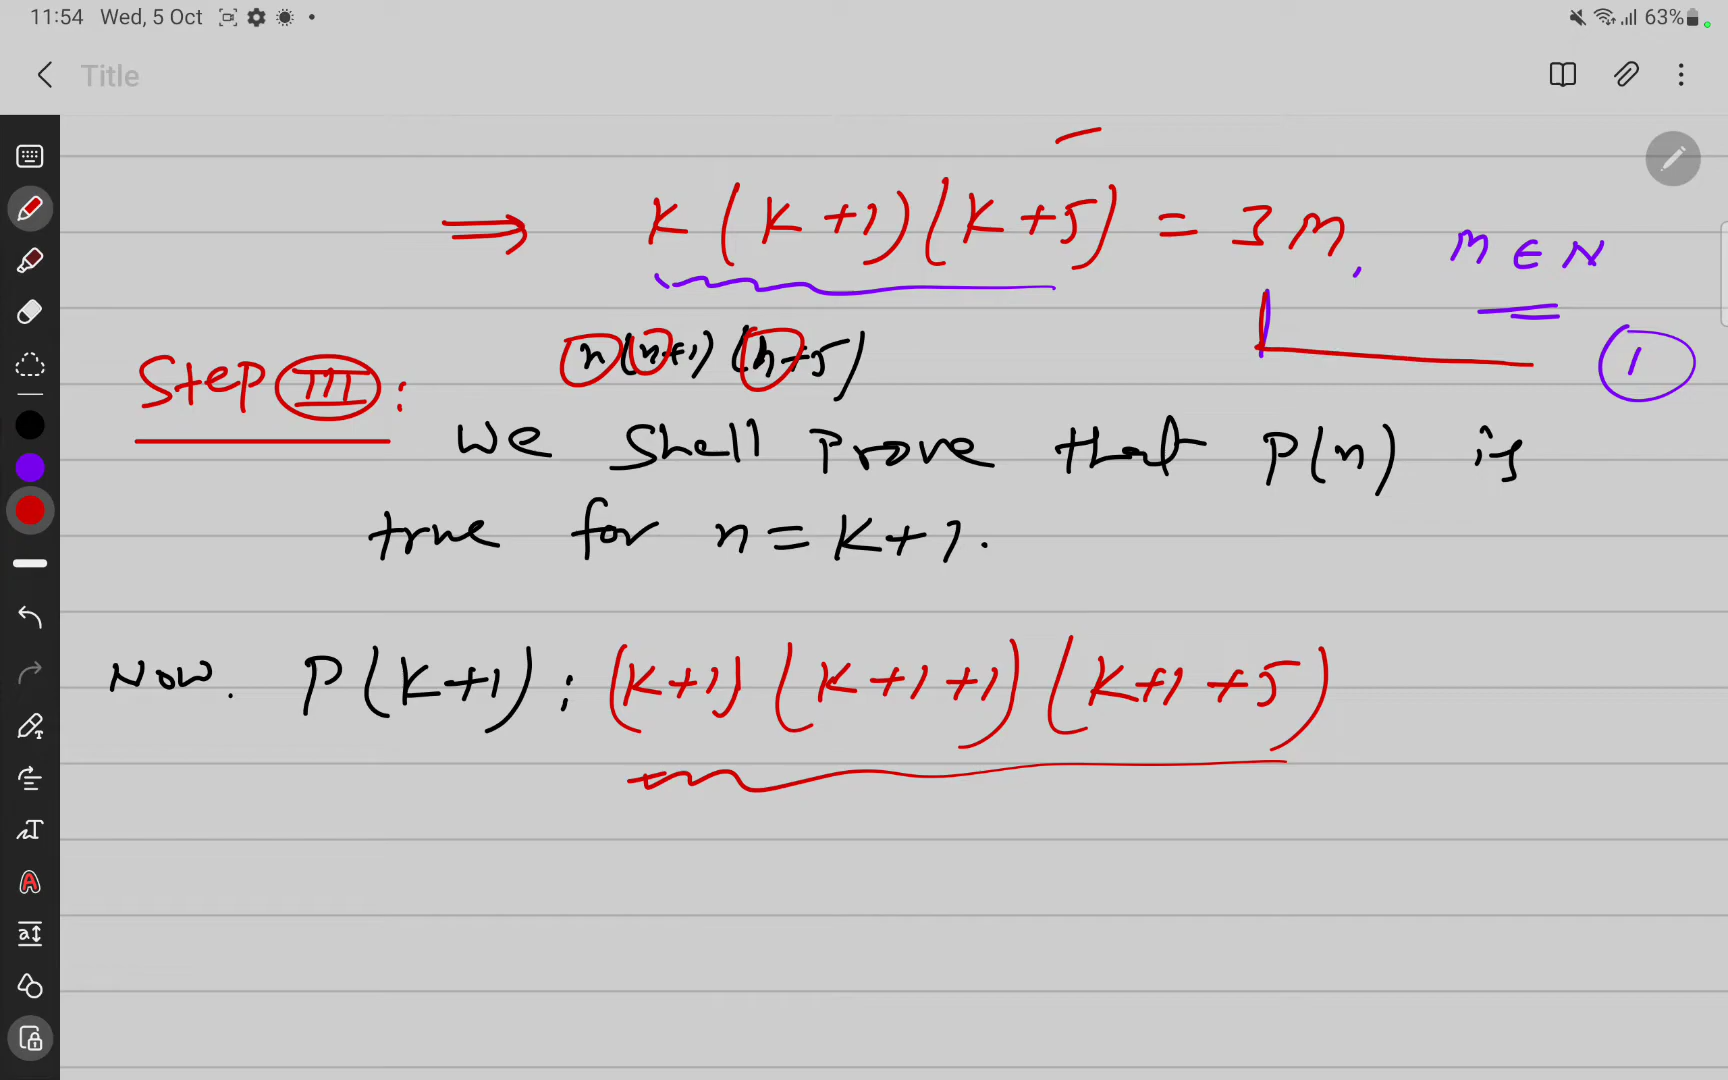 11:54 Wed, 5 Oct 63%
Title
⇒ K(K+1)(K+5) = 3m, m ∈ N
n(n+1)(n+5) 1
Step III:
We shall prove that P(n) is
true for n = K+1.
Now. P(K+1): (K+1)(K+1+1)(K+1+5)